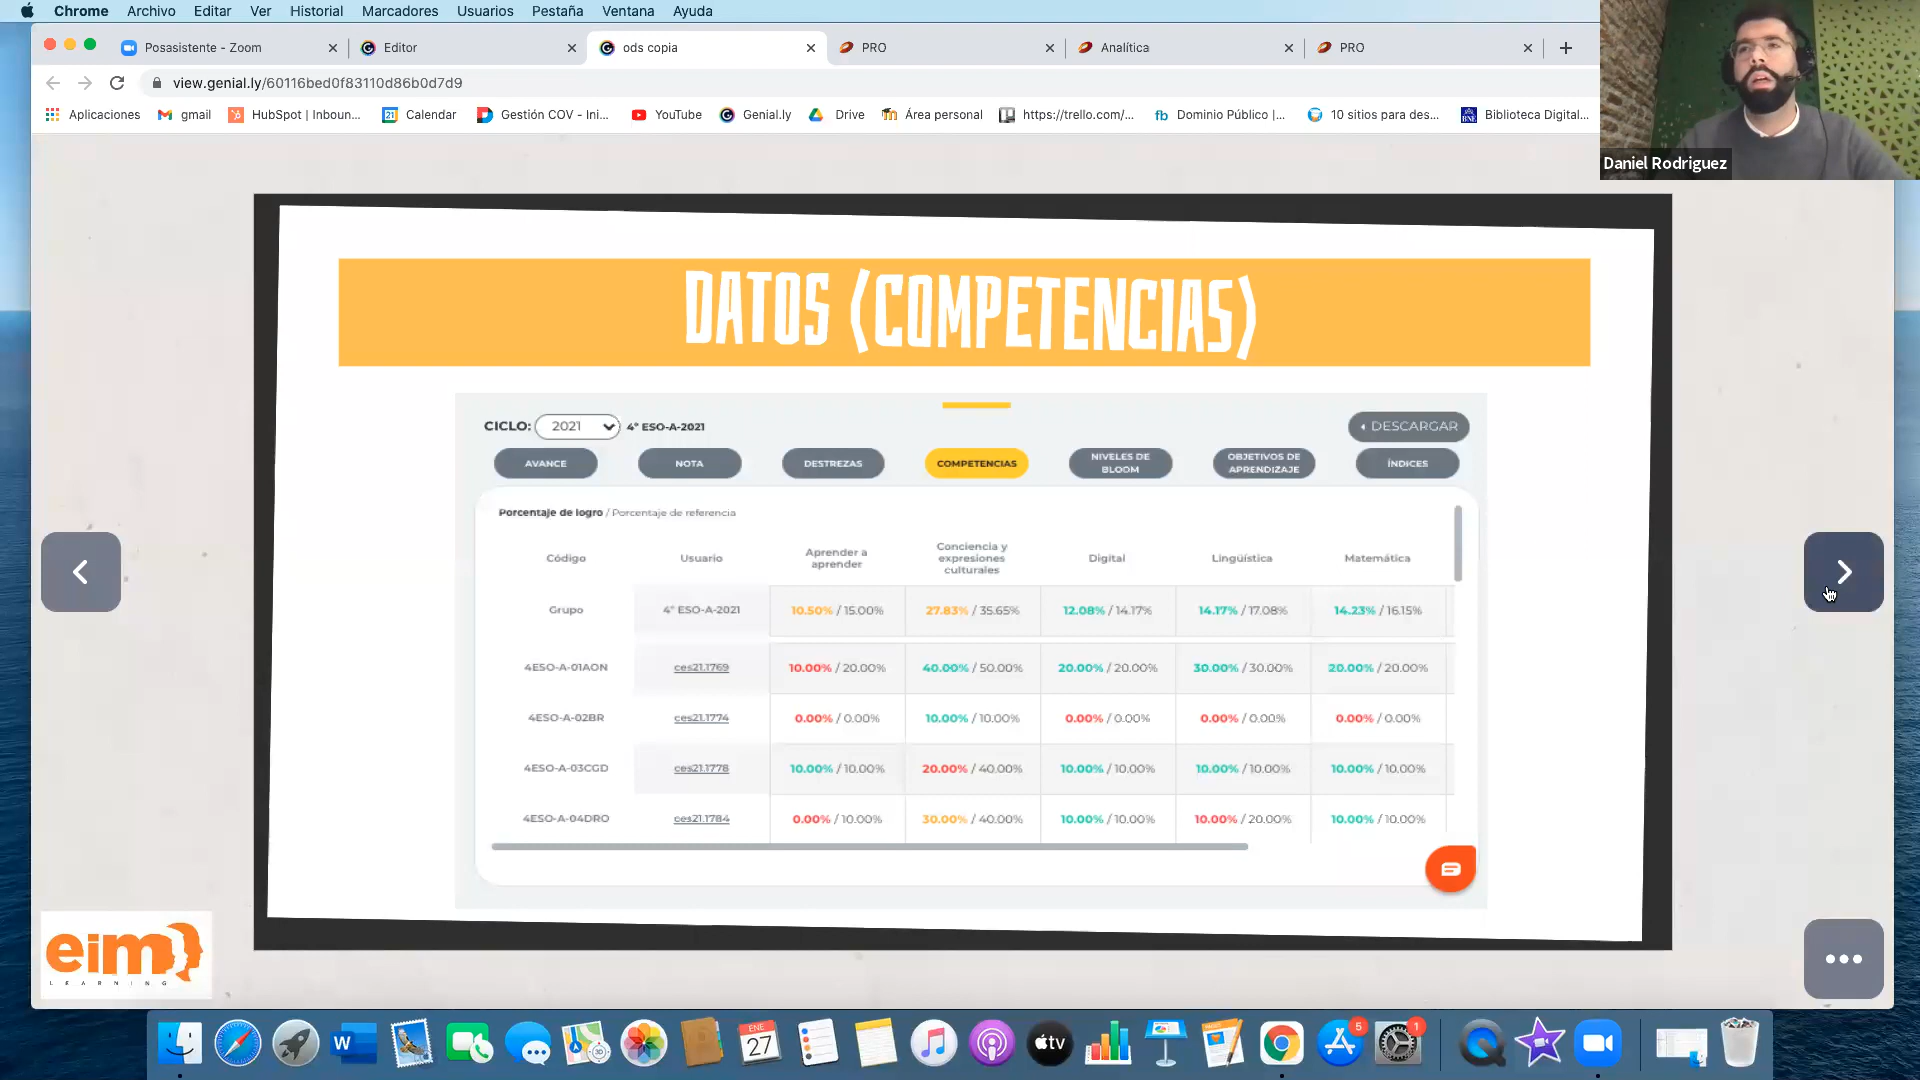 Chrome Archivo Editar Ver Historial Marcadores Usuarios Pestaña Ventana Ayuda
Posasistente - Zoom
Editor
ods copia
PRO
Analítica
PRO
view.genial.ly/60116bed0f83110d86b0d7d9
Aplicaciones gmail HubSpot | Inboun... Calendar Gestión COV - Ini... YouTube Genial.ly Drive Área personal https://trello.com/... fb Dominio Público |... 10 sitios para des... Biblioteca Digital...
Daniel Rodriguez
DATOS (COMPETENCIAS)
CICLO: 2021 4º ESO-A-2021
DESCARGAR
AVANCE NOTA DESTREZAS COMPETENCIAS NIVELES DE BLOOM OBJETIVOS DE APRENDIZAJE ÍNDICES
Porcentaje de logro / Porcentaje de referencia
Código Usuario Aprender a aprender Conciencia y expresiones culturales Digital Lingüística Matemática
Grupo 4º ESO-A-2021 10.50% / 15.00% 27.83% / 35.65% 12.08% / 14.17% 14.17% / 17.08% 14.23% / 16.15%
4ESO-A-01AON ces21.1769 10.00% / 20.00% 40.00% / 50.00% 20.00% / 20.00% 30.00% / 30.00% 20.00% / 20.00%
4ESO-A-02BR ces21.1774 0.00% / 0.00% 10.00% / 10.00% 0.00% / 0.00% 0.00% / 0.00% 0.00% / 0.00%
4ESO-A-03CGD ces21.1778 10.00% / 10.00% 20.00% / 40.00% 10.00% / 10.00% 10.00% / 10.00% 10.00% / 10.00%
4ESO-A-04DRO ces21.1784 0.00% / 10.00% 30.00% / 40.00% 10.00% / 10.00% 10.00% / 20.00% 10.00% / 10.00%
eim
LEARNING
W
3D
ENE
27
tv
5
1